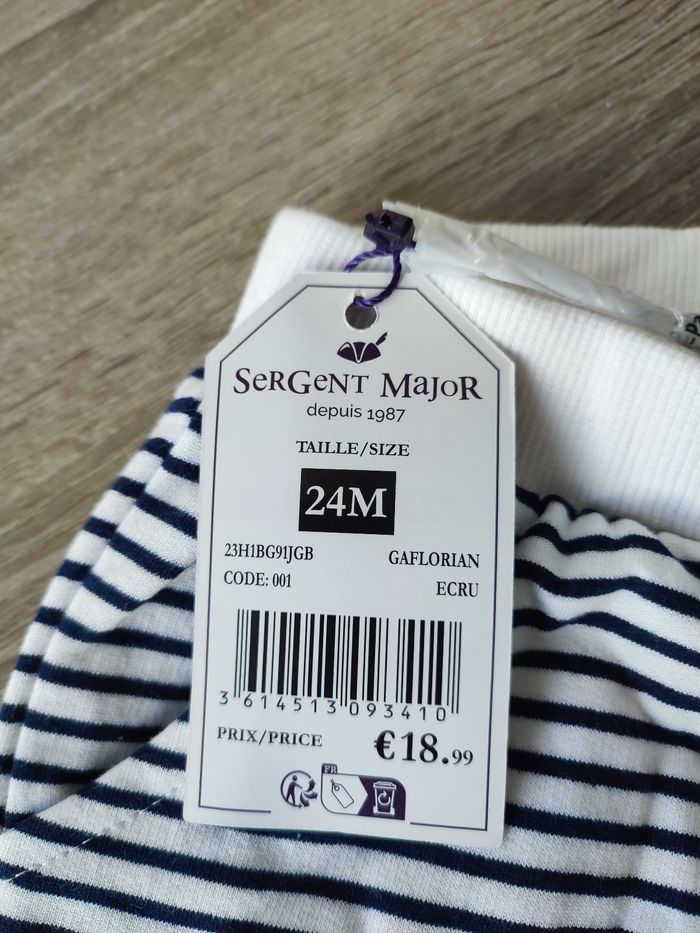 SERGENT MAJOR
depuis 1987
TAILLE/SIZE
24M
23H1BG91JGB GAFLORIAN
CODE: 001 ECRU
3 614513 093410
PRIX/PRICE €18.99
FR